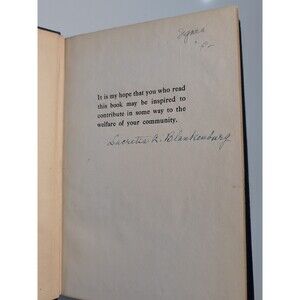 Signed
It is my hope that you who read
this book may be inspired to
contribute in some way to the
welfare of your community.
Lucretia L. Blankenburg